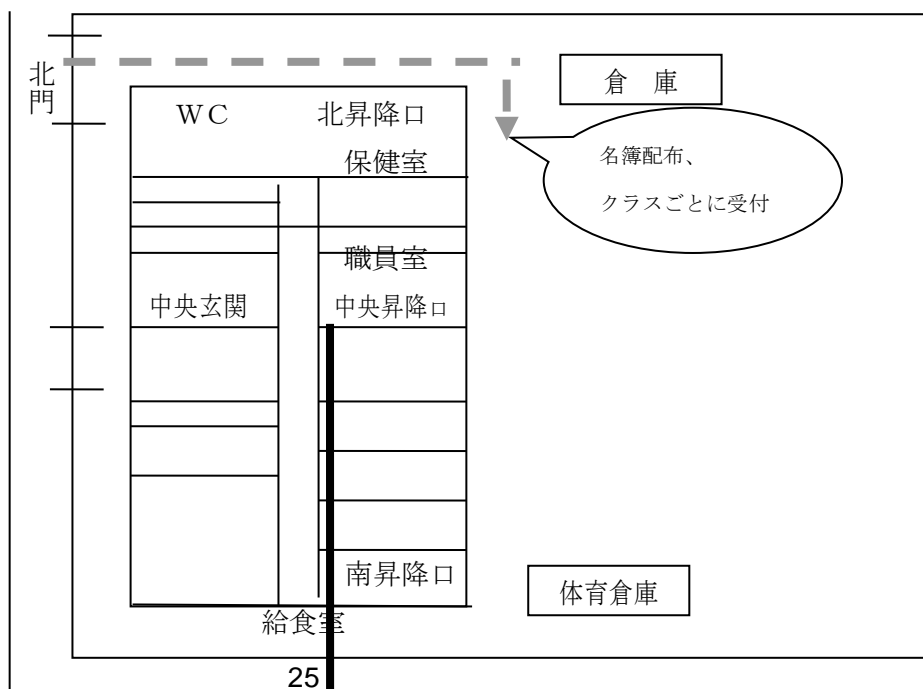 北門
倉 庫
WC 北昇降口
保健室
名簿配布、
クラスごとに受付
職員室
中央玄関 中央昇降口
南昇降口
体育倉庫
給食室
25